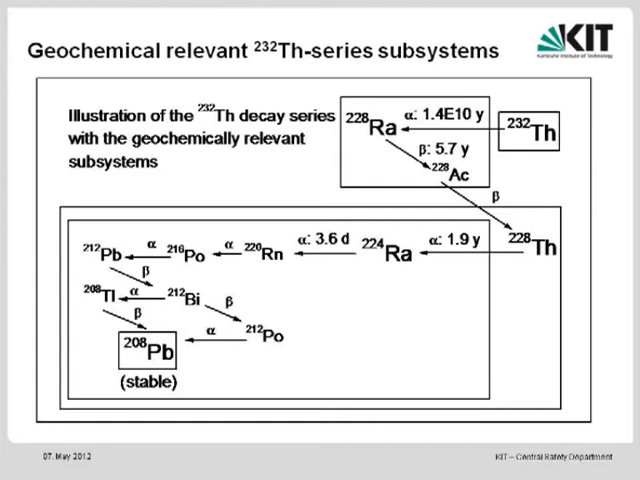 Geochemical relevant ²³²Th-series subsystems
KIT
Karlsruhe Institute of Technology
Illustration of the ²³²Th decay series
with the geochemically relevant
subsystems
²²⁸Ra
α: 1.4E10 y
²³²Th
β: 5.7 y
²²⁸Ac
β
²¹²Pb
α
²¹⁶Po
α
²²⁰Rn
α: 3.6 d
²²⁴Ra
α: 1.9 y
²²⁸Th
β
²⁰⁸Tl
α
²¹²Bi
β
β
²⁰⁸Pb
α
²¹²Po
(stable)
07. May 2012
KIT – Central Safety Department